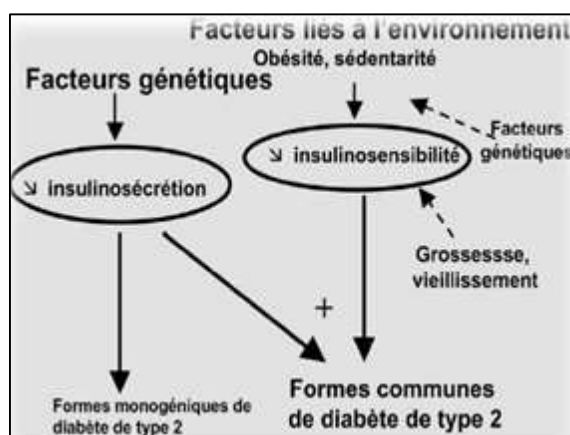 Facteurs liés à l'environnement
Obésité, sédentarité
Facteurs génétiques
Facteurs
génétiques
↘ insulinosensibilité
↘ insulinosécrétion
Grossessse,
vieillissement
+
Formes communes
de diabète de type 2
Formes monogéniques de
diabète de type 2